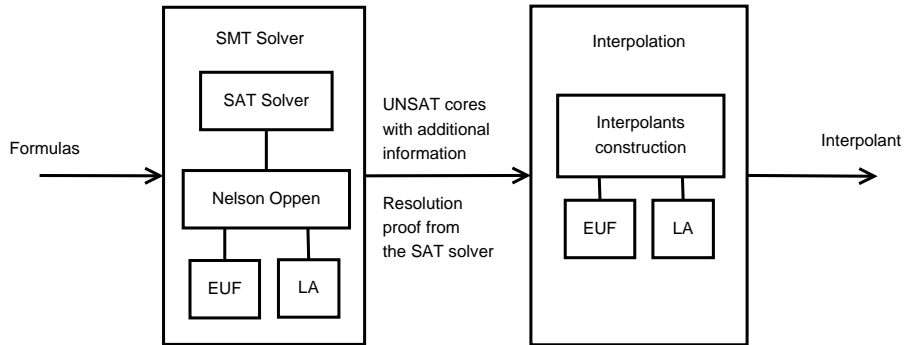 SMT Solver
SAT Solver
Nelson Oppen
EUF
LA
Formulas
UNSAT cores
with additional
information
Resolution
proof from
the SAT solver
Interpolation
Interpolants
construction
EUF
LA
Interpolant